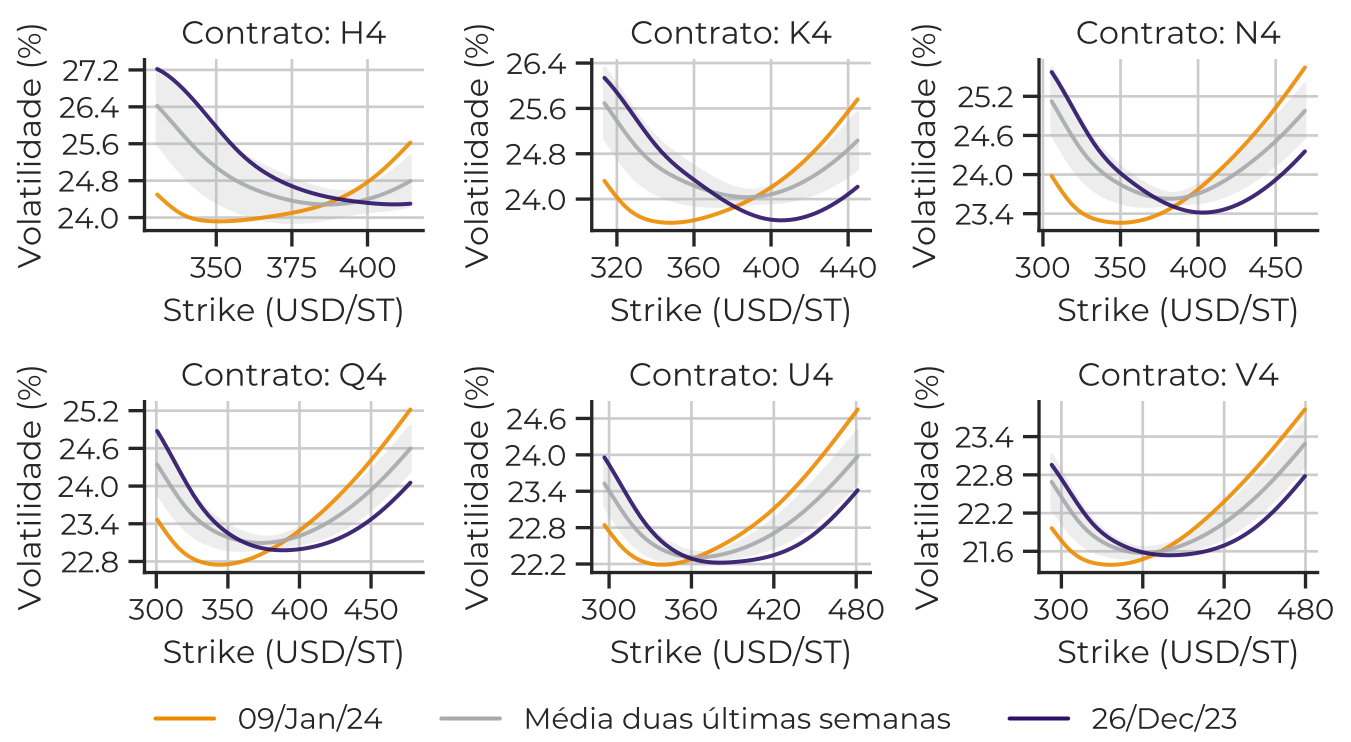 Contrato: H4
Volatilidade (%)
27.2
26.4
25.6
24.8
24.0
350 375 400
Strike (USD/ST)
Contrato: K4
Volatilidade (%)
26.4
25.6
24.8
24.0
320 360 400 440
Strike (USD/ST)
Contrato: N4
Volatilidade (%)
25.2
24.6
24.0
23.4
300 350 400 450
Strike (USD/ST)
Contrato: Q4
Volatilidade (%)
25.2
24.6
24.0
23.4
22.8
300 350 400 450
Strike (USD/ST)
Contrato: U4
Volatilidade (%)
24.6
24.0
23.4
22.8
22.2
300 360 420 480
Strike (USD/ST)
Contrato: V4
Volatilidade (%)
23.4
22.8
22.2
21.6
300 360 420 480
Strike (USD/ST)
09/Jan/24 Média duas últimas semanas 26/Dec/23